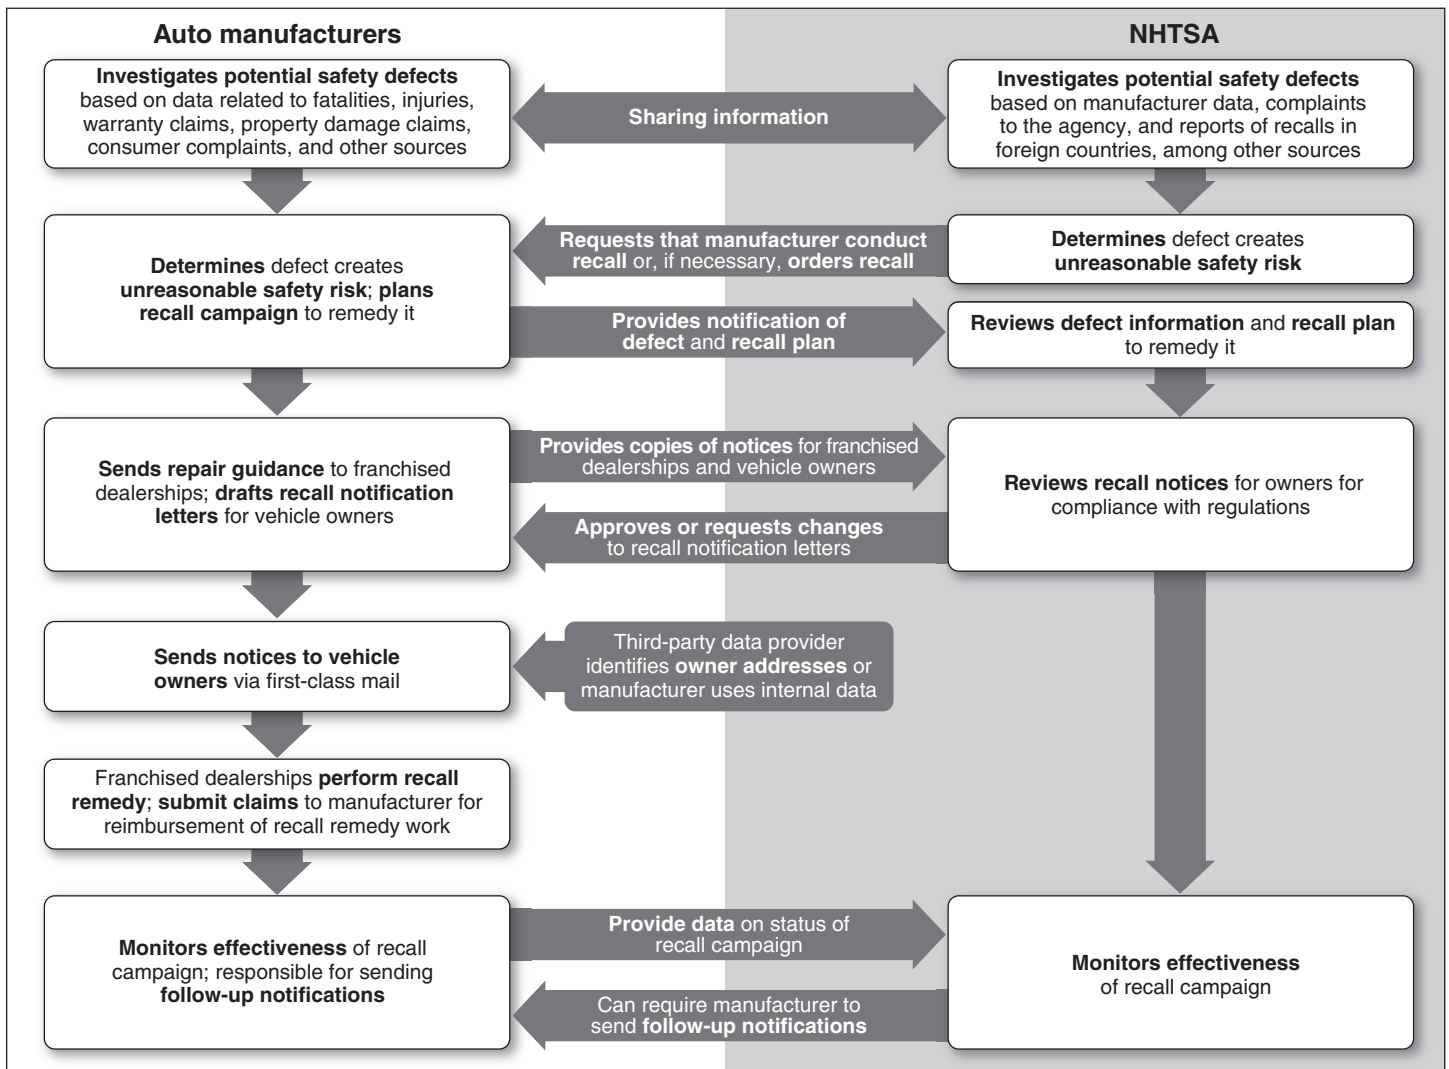 Auto manufacturers
NHTSA
Investigates potential safety defects
based on data related to fatalities, injuries,
warranty claims, property damage claims,
consumer complaints, and other sources
Sharing information
Investigates potential safety defects
based on manufacturer data, complaints
to the agency, and reports of recalls in
foreign countries, among other sources
Determines defect creates
unreasonable safety risk; plans
recall campaign to remedy it
Requests that manufacturer conduct
recall or, if necessary, orders recall
Determines defect creates
unreasonable safety risk
Provides notification of
defect and recall plan
Reviews defect information and recall plan
to remedy it
Sends repair guidance to franchised
dealerships; drafts recall notification
letters for vehicle owners
Provides copies of notices for franchised
dealerships and vehicle owners
Approves or requests changes
to recall notification letters
Reviews recall notices for owners for
compliance with regulations
Sends notices to vehicle
owners via first-class mail
Third-party data provider
identifies owner addresses or
manufacturer uses internal data
Franchised dealerships perform recall
remedy; submit claims to manufacturer for
reimbursement of recall remedy work
Monitors effectiveness of recall
campaign; responsible for sending
follow-up notifications
Provide data on status of
recall campaign
Can require manufacturer to
send follow-up notifications
Monitors effectiveness
of recall campaign